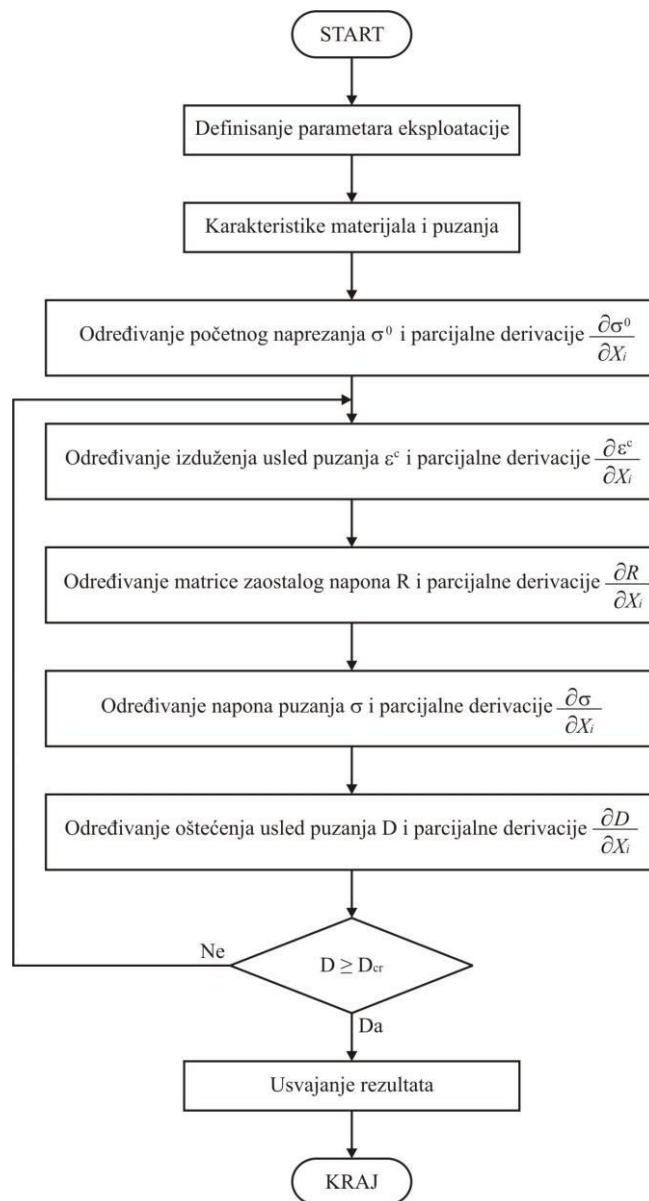 START
Definisanje parametara eksploatacije
Karakteristike materijala i puzanja
Određivanje početnog naprezanja σ⁰ i parcijalne derivacije ∂σ⁰/∂Xᵢ
Određivanje izduženja usled puzanja εᶜ i parcijalne derivacije ∂εᶜ/∂Xᵢ
Određivanje matrice zaostalog napona R i parcijalne derivacije ∂R/∂Xᵢ
Određivanje napona puzanja σ i parcijalne derivacije ∂σ/∂Xᵢ
Određivanje oštećenja usled puzanja D i parcijalne derivacije ∂D/∂Xᵢ
Ne
D ≥ Dcr
Da
Usvajanje rezultata
KRAJ